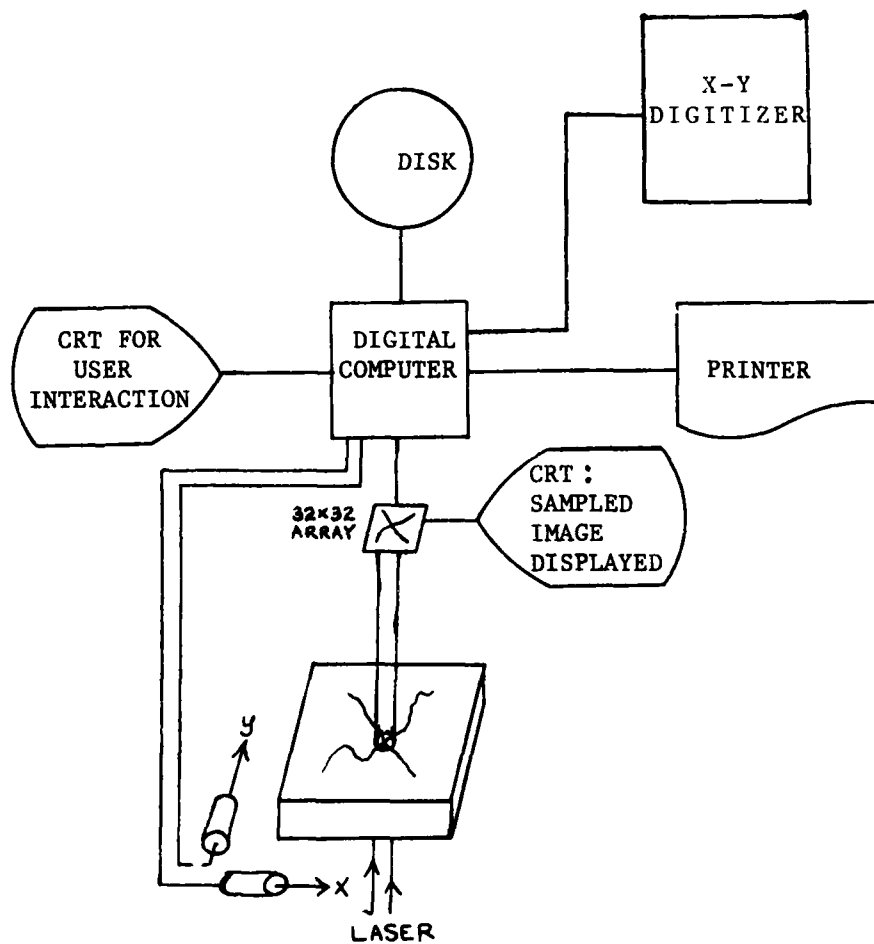 X-Y
DIGITIZER
DISK
CRT FOR
USER
INTERACTION
DIGITAL
COMPUTER
PRINTER
32×32
ARRAY
CRT:
SAMPLED
IMAGE
DISPLAYED
y
x
LASER